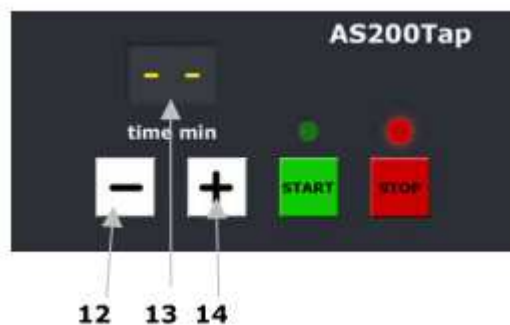 AS200Tap
- -
time min
− +
START STOP
12 13 14